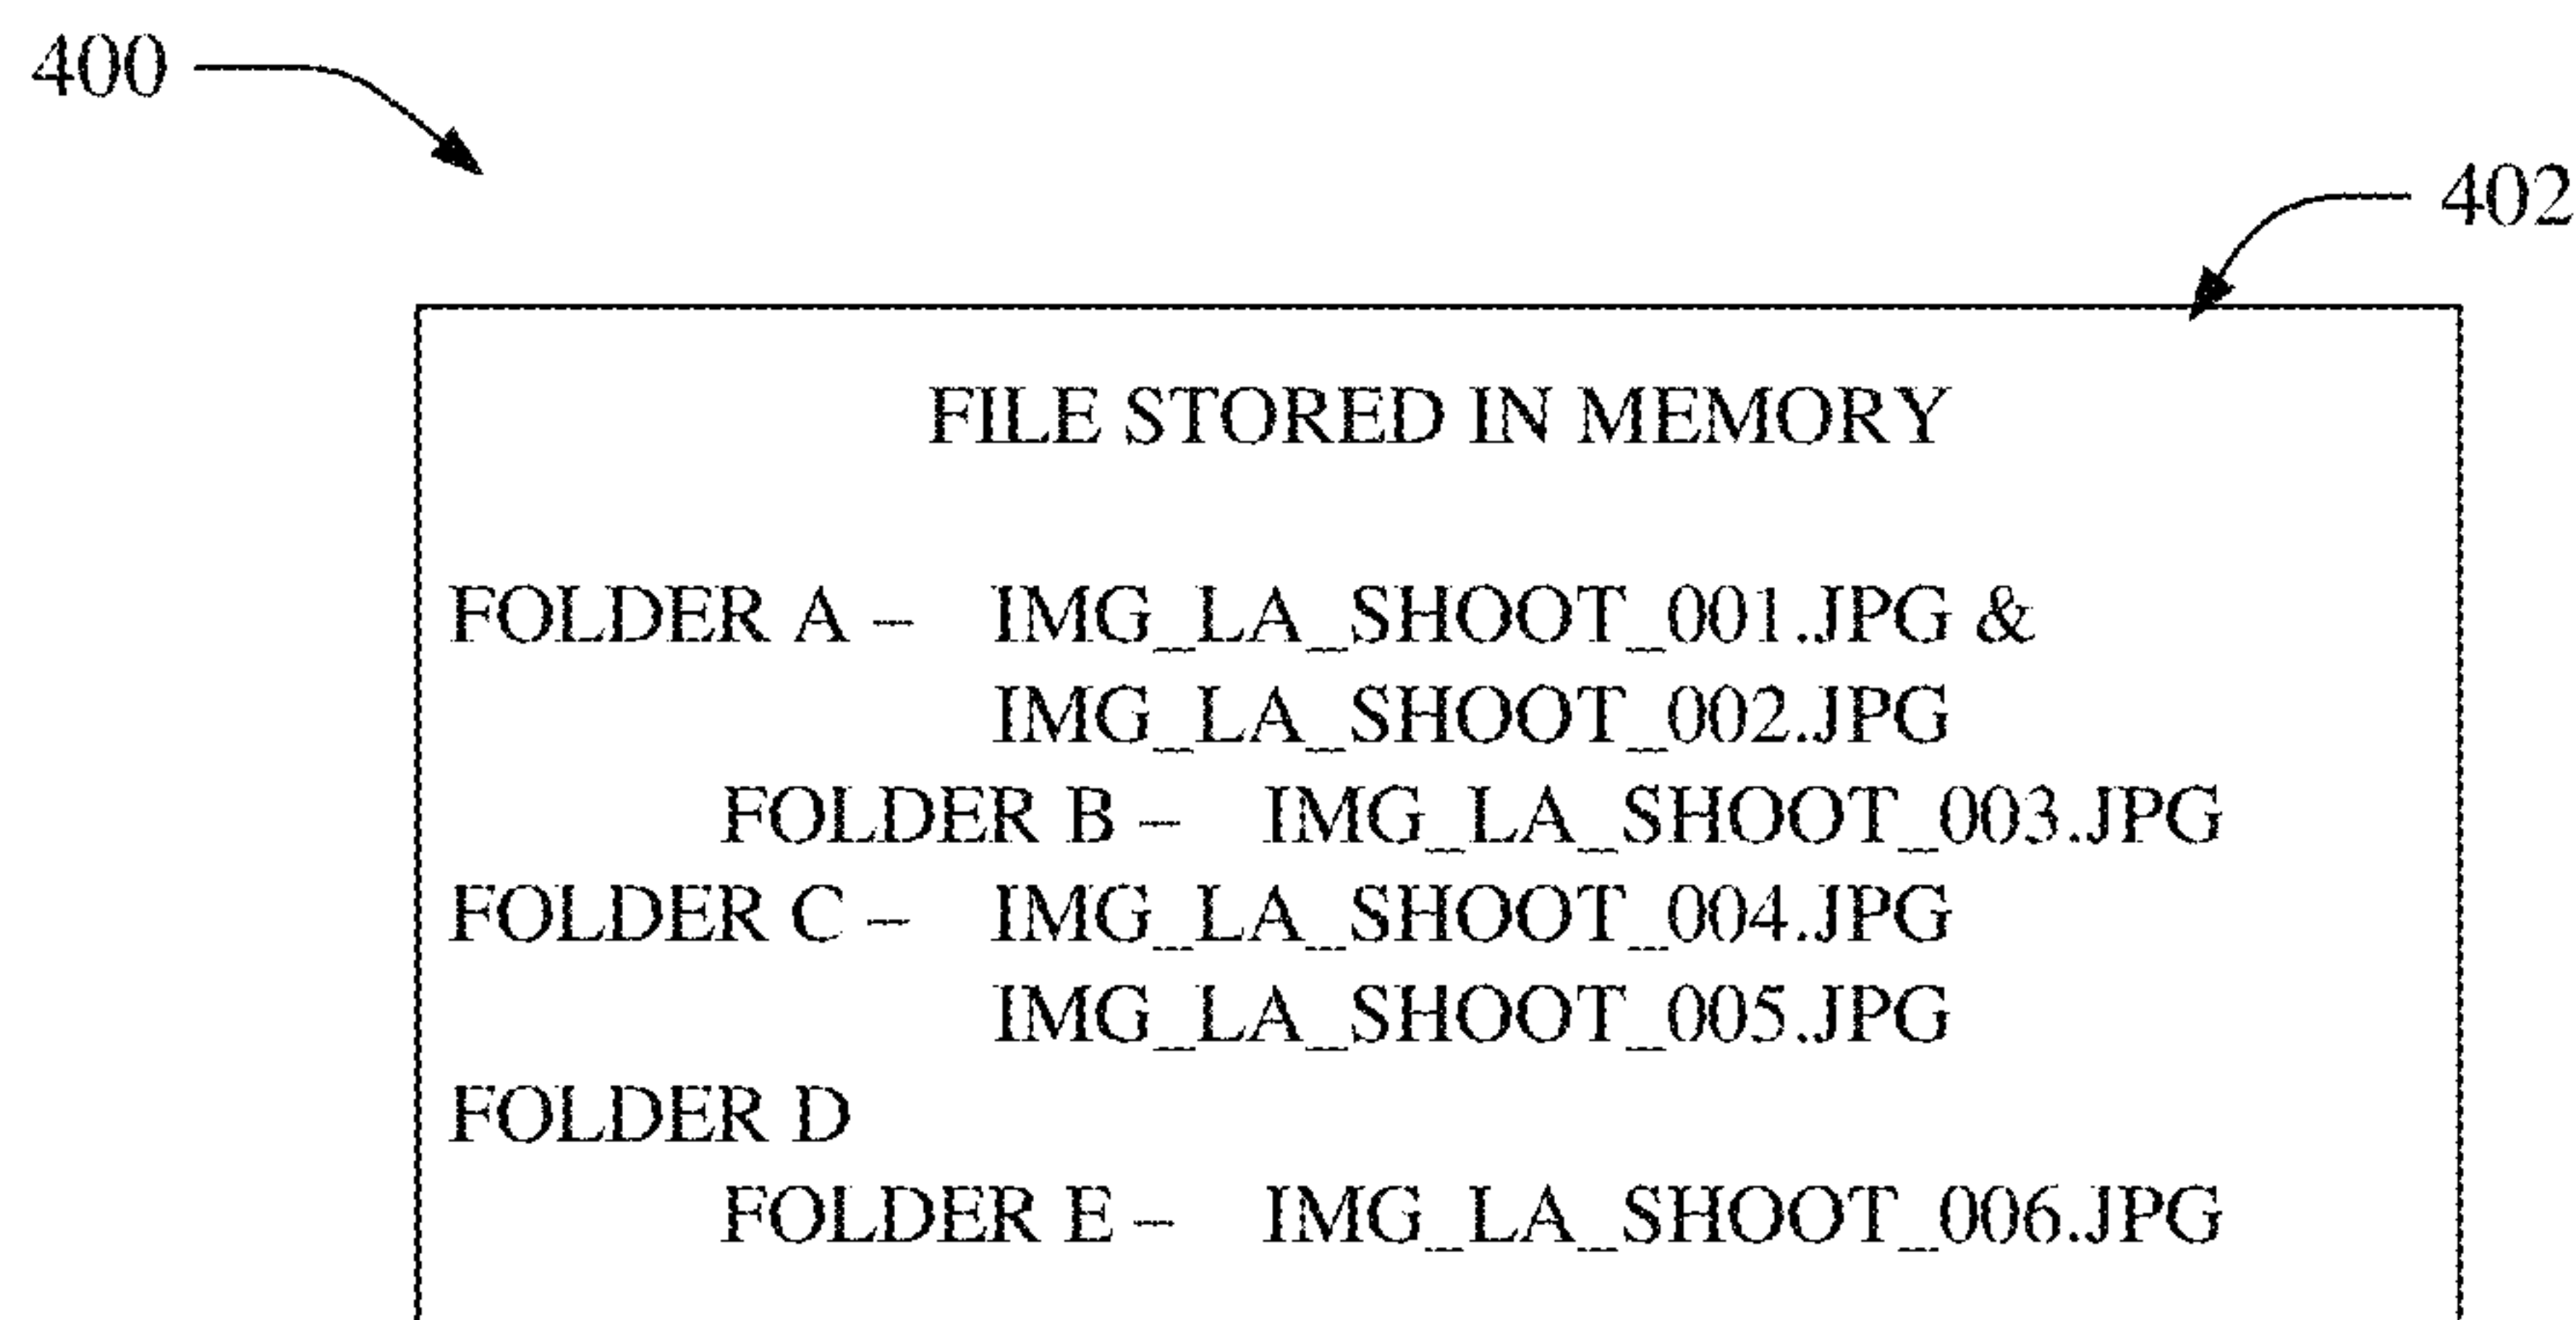 400
402
FILE STORED IN MEMORY
FOLDER A – IMG_LA_SHOOT_001.JPG &
IMG_LA_SHOOT_002.JPG
FOLDER B – IMG_LA_SHOOT_003.JPG
FOLDER C – IMG_LA_SHOOT_004.JPG
IMG_LA_SHOOT_005.JPG
FOLDER D
FOLDER E – IMG_LA_SHOOT_006.JPG